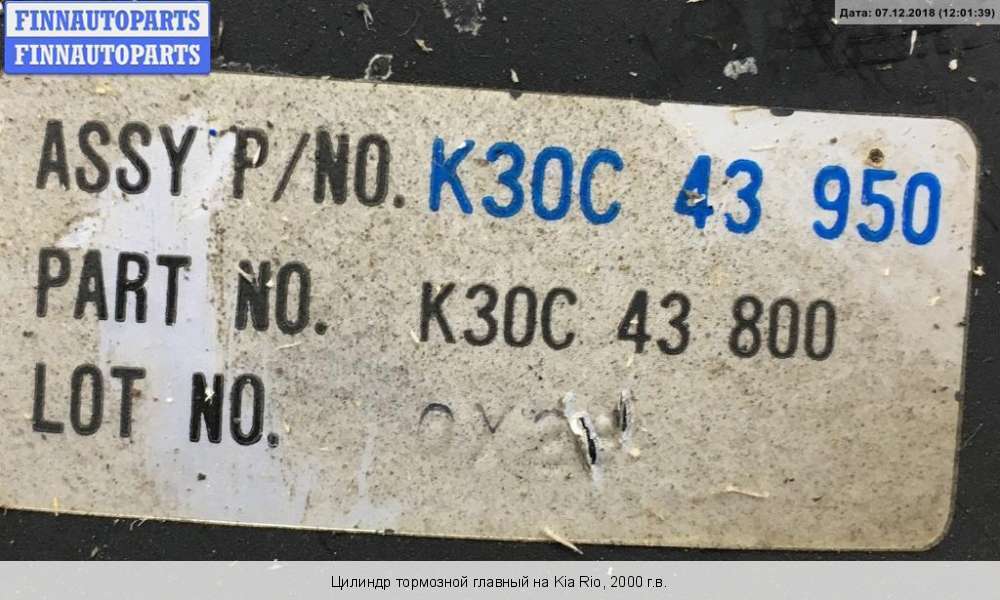 FINNAUTOPARTS
FINNAUTOPARTS
Дата: 07.12.2018 (12:01:39)
ASSY P/NO. K30C 43 950
PART NO. K30C 43 800
LOT NO.
Цилиндр тормозной главный на Kia Rio, 2000 г.в.